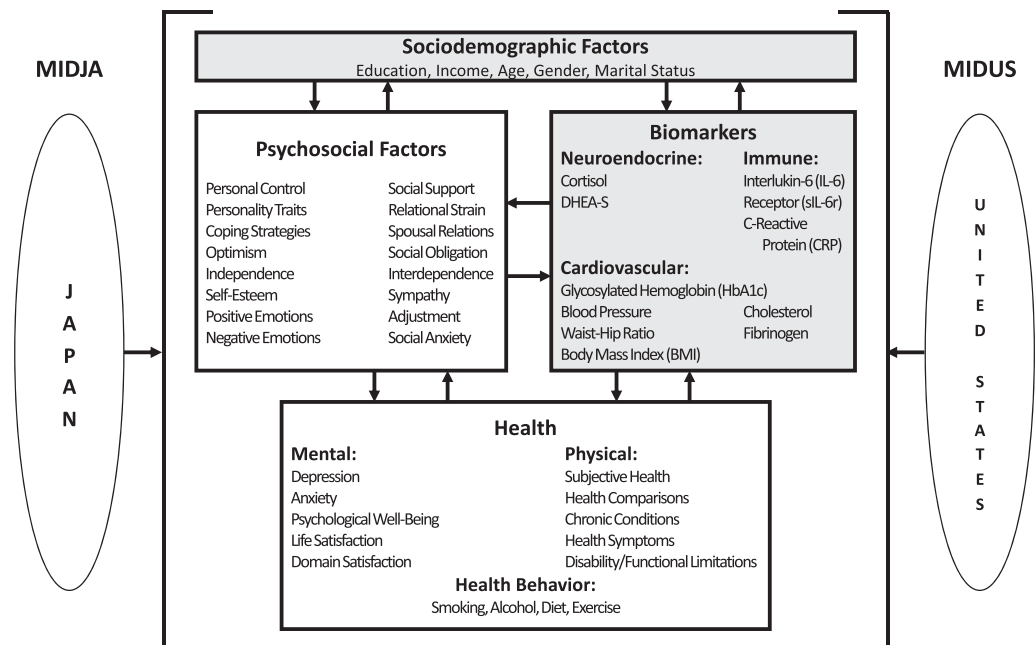 MIDJA
JAPAN
Sociodemographic Factors
Education, Income, Age, Gender, Marital Status
Psychosocial Factors
Personal Control
Personality Traits
Coping Strategies
Optimism
Independence
Self-Esteem
Positive Emotions
Negative Emotions
Social Support
Relational Strain
Spousal Relations
Social Obligation
Interdependence
Sympathy
Adjustment
Social Anxiety
Biomarkers
Neuroendocrine:
Cortisol
DHEA-S
Immune:
Interlukin-6 (IL-6)
Receptor (sIL-6r)
C-Reactive
Protein (CRP)
Cardiovascular:
Glycosylated Hemoglobin (HbA1c)
Blood Pressure
Waist-Hip Ratio
Body Mass Index (BMI)
Cholesterol
Fibrinogen
Health
Mental:
Depression
Anxiety
Psychological Well-Being
Life Satisfaction
Domain Satisfaction
Physical:
Subjective Health
Health Comparisons
Chronic Conditions
Health Symptoms
Disability/Functional Limitations
Health Behavior:
Smoking, Alcohol, Diet, Exercise
MIDUS
UNITED STATES